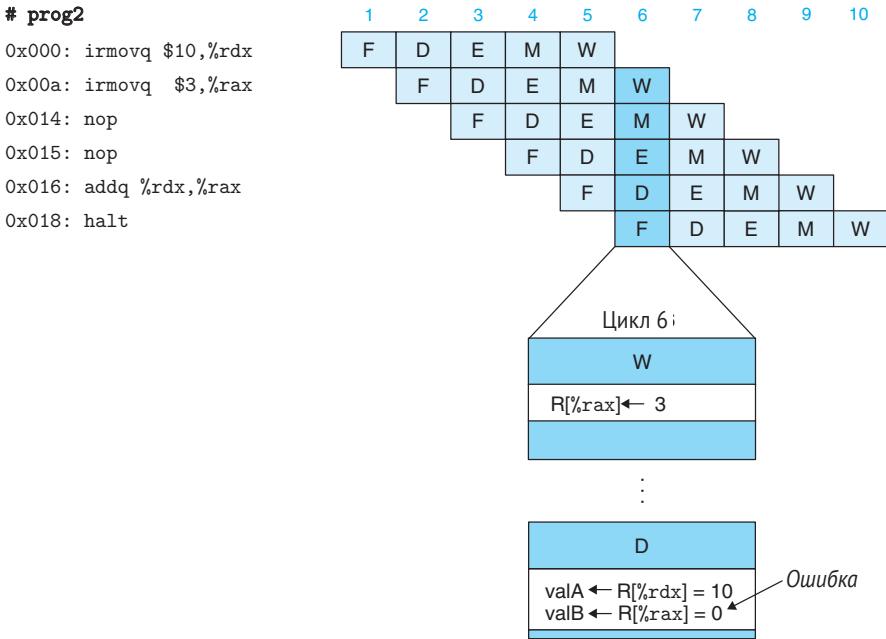 # prog2
1 2 3 4 5 6 7 8 9 10
0x000: irmovq $10,%rdx F D E M W
0x00a: irmovq $3,%rax F D E M W
0x014: nop F D E M W
0x015: nop F D E M W
0x016: addq %rdx,%rax F D E M W
0x018: halt F D E M W
Цикл 6
W
R[%rax]← 3
⋮
D
valA ← R[%rdx] = 10
valB ← R[%rax] = 0
Ошибка